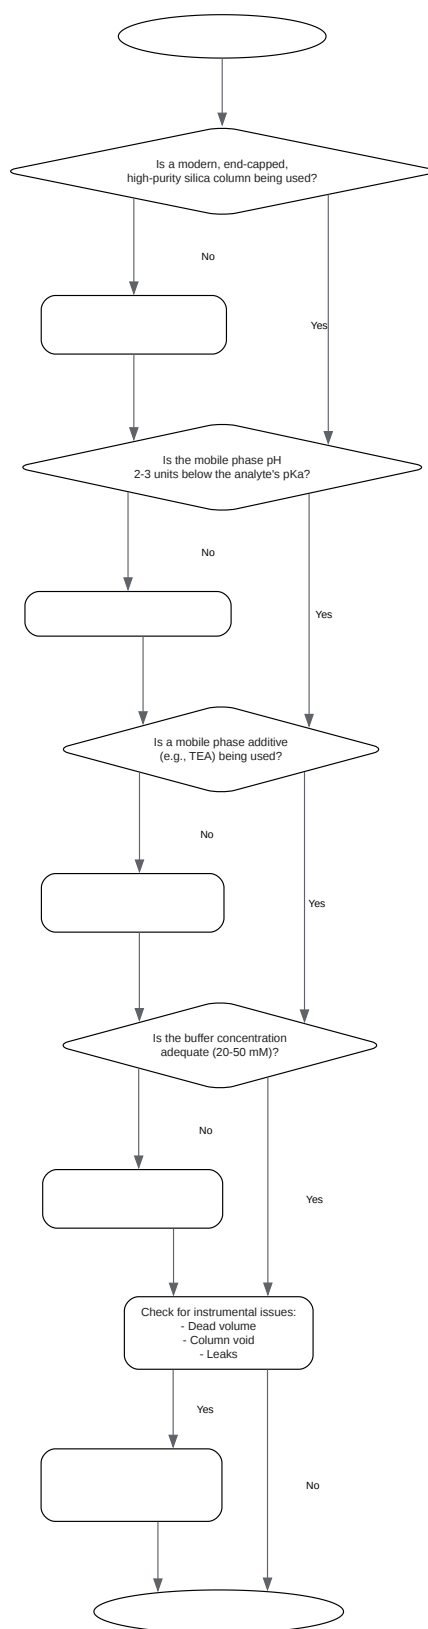 Is a modern, end-capped,
high-purity silica column being used?
No
Yes
Is the mobile phase pH
2-3 units below the analyte's pKa?
No
Yes
Is a mobile phase additive
(e.g., TEA) being used?
No
Yes
Is the buffer concentration
adequate (20-50 mM)?
No
Yes
Check for instrumental issues:
- Dead volume
- Column void
- Leaks
Yes
No